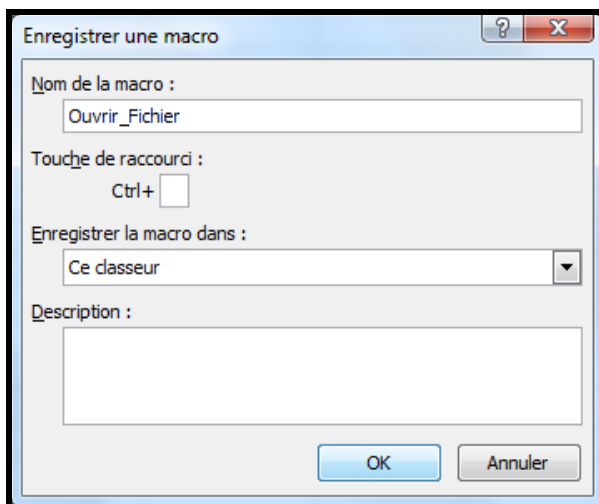 Enregistrer une macro
Nom de la macro :
Ouvrir_Fichier
Touche de raccourci :
Ctrl+
Enregistrer la macro dans :
Ce classeur
Description :
OK Annuler